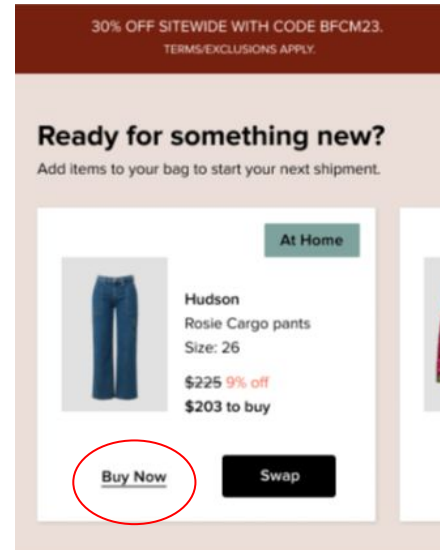 30% OFF SITEWIDE WITH CODE BFCM23.
TERMS/EXCLUSIONS APPLY.
Ready for something new?
Add items to your bag to start your next shipment.
At Home
Hudson
Rosie Cargo pants
Size: 26
$225 9% off
$203 to buy
Buy Now
Swap